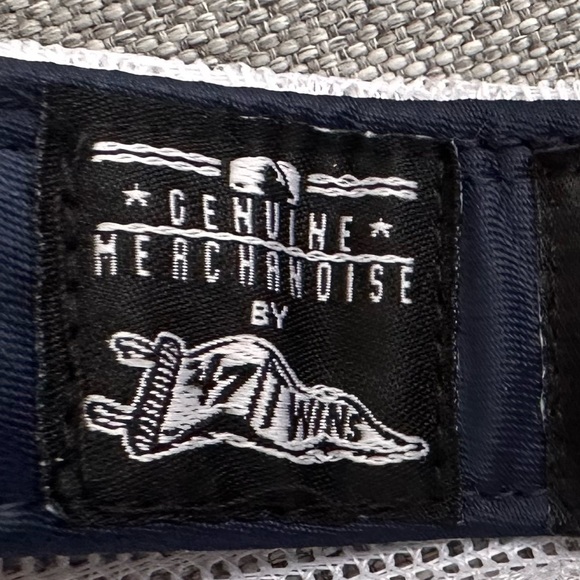 GENUINE
MERCHANDISE
BY
'47 TWINS